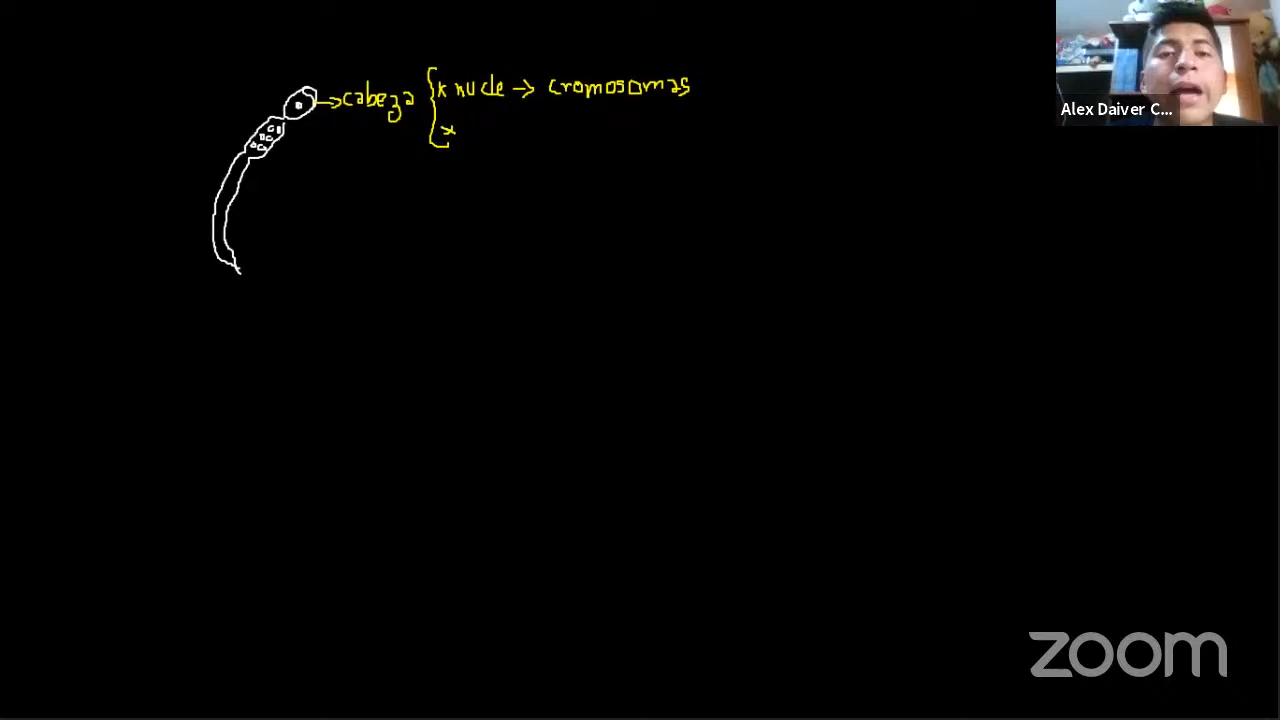 → cabeza { * nucle → cromosomas
*
Alex Daiver C...
zoom